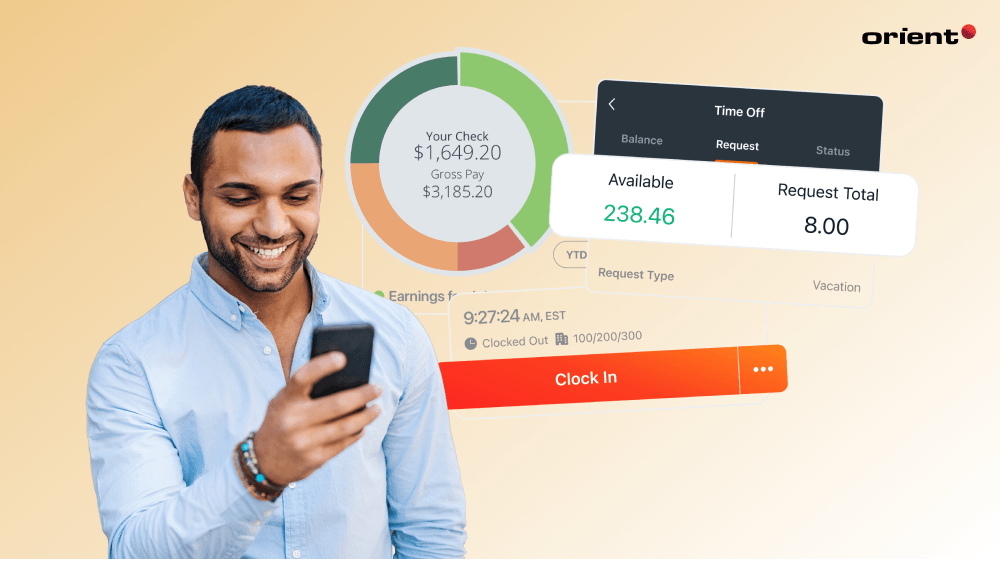 orient
Your Check
$1,649.20
Gross Pay
$3,185.20
Time Off
Balance Request Status
Available Request Total
238.46 8.00
YTD
Request Type Vacation
Earnings
9:27:24 AM, EST
Clocked Out 100/200/300
Clock In